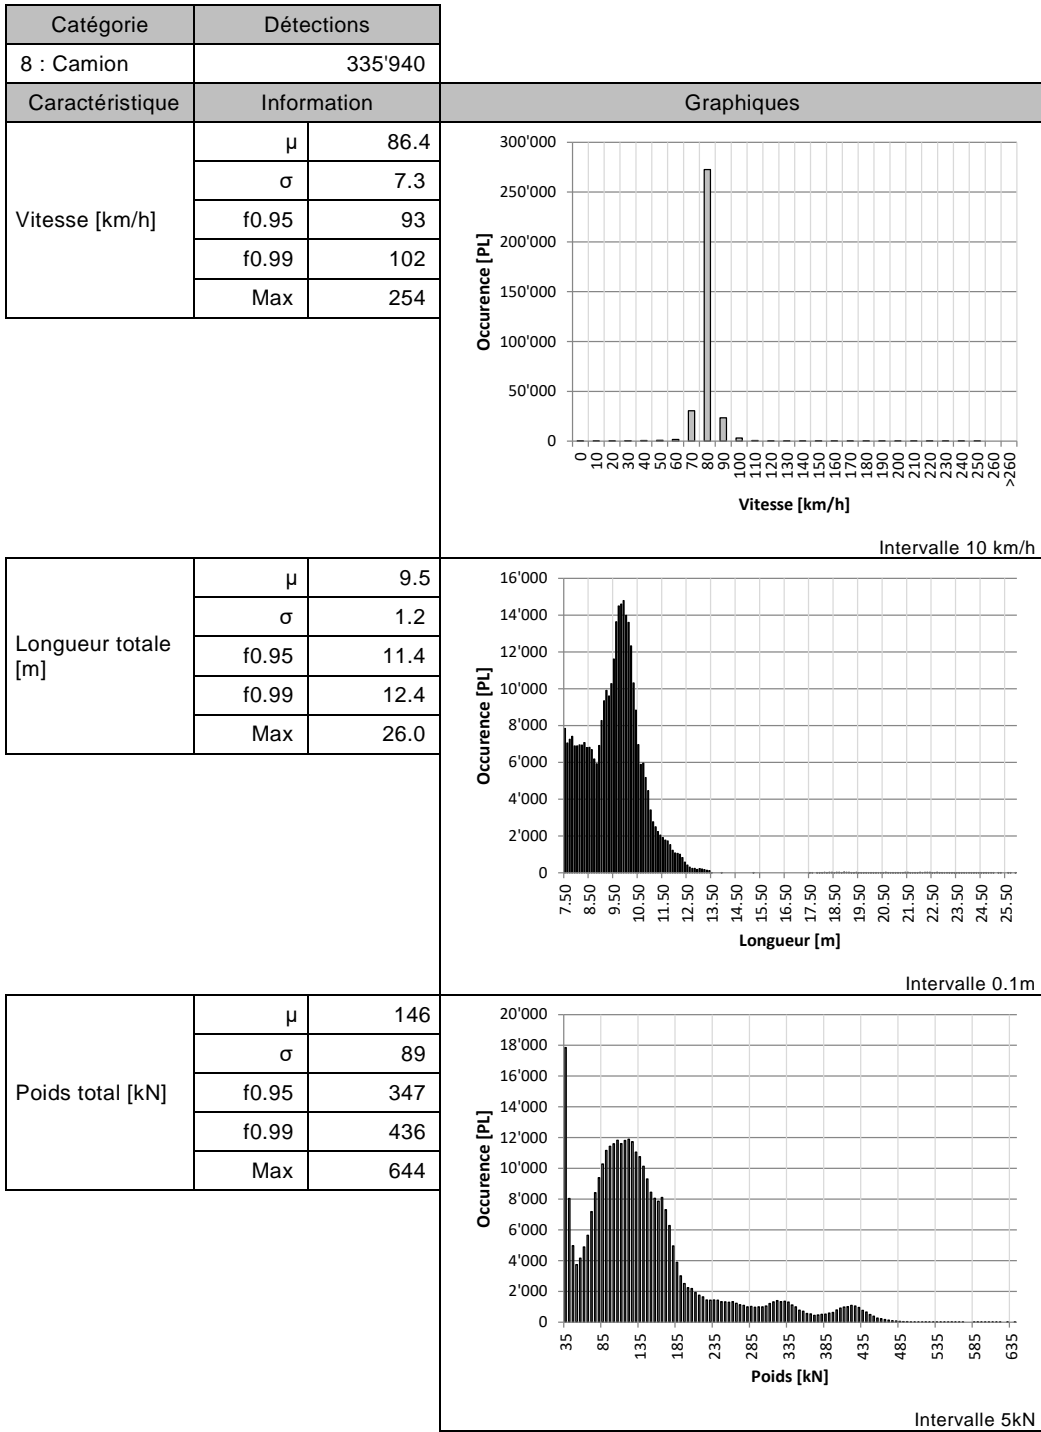 Catégorie Détections
8 : Camion 335'940
Caractéristique Information Graphiques
Vitesse [km/h]
µ 86.4
σ 7.3
f0.95 93
f0.99 102
Max 254
300'000
250'000
200'000
150'000
100'000
50'000
0
Occurence [PL]
0 10 20 30 40 50 60 70 80 90 100 110 120 130 140 150 160 170 180 190 200 210 220 230 240 250 260 >260
Vitesse [km/h]
Intervalle 10 km/h
Longueur totale
[m]
µ 9.5
σ 1.2
f0.95 11.4
f0.99 12.4
Max 26.0
16'000
14'000
12'000
10'000
8'000
6'000
4'000
2'000
0
Occurence [PL]
7.50 8.50 9.50 10.50 11.50 12.50 13.50 14.50 15.50 16.50 17.50 18.50 19.50 20.50 21.50 22.50 23.50 24.50 25.50
Longueur [m]
Intervalle 0.1m
Poids total [kN]
µ 146
σ 89
f0.95 347
f0.99 436
Max 644
20'000
18'000
16'000
14'000
12'000
10'000
8'000
6'000
4'000
2'000
0
Occurence [PL]
35 85 135 185 235 285 335 385 435 485 535 585 635
Poids [kN]
Intervalle 5kN